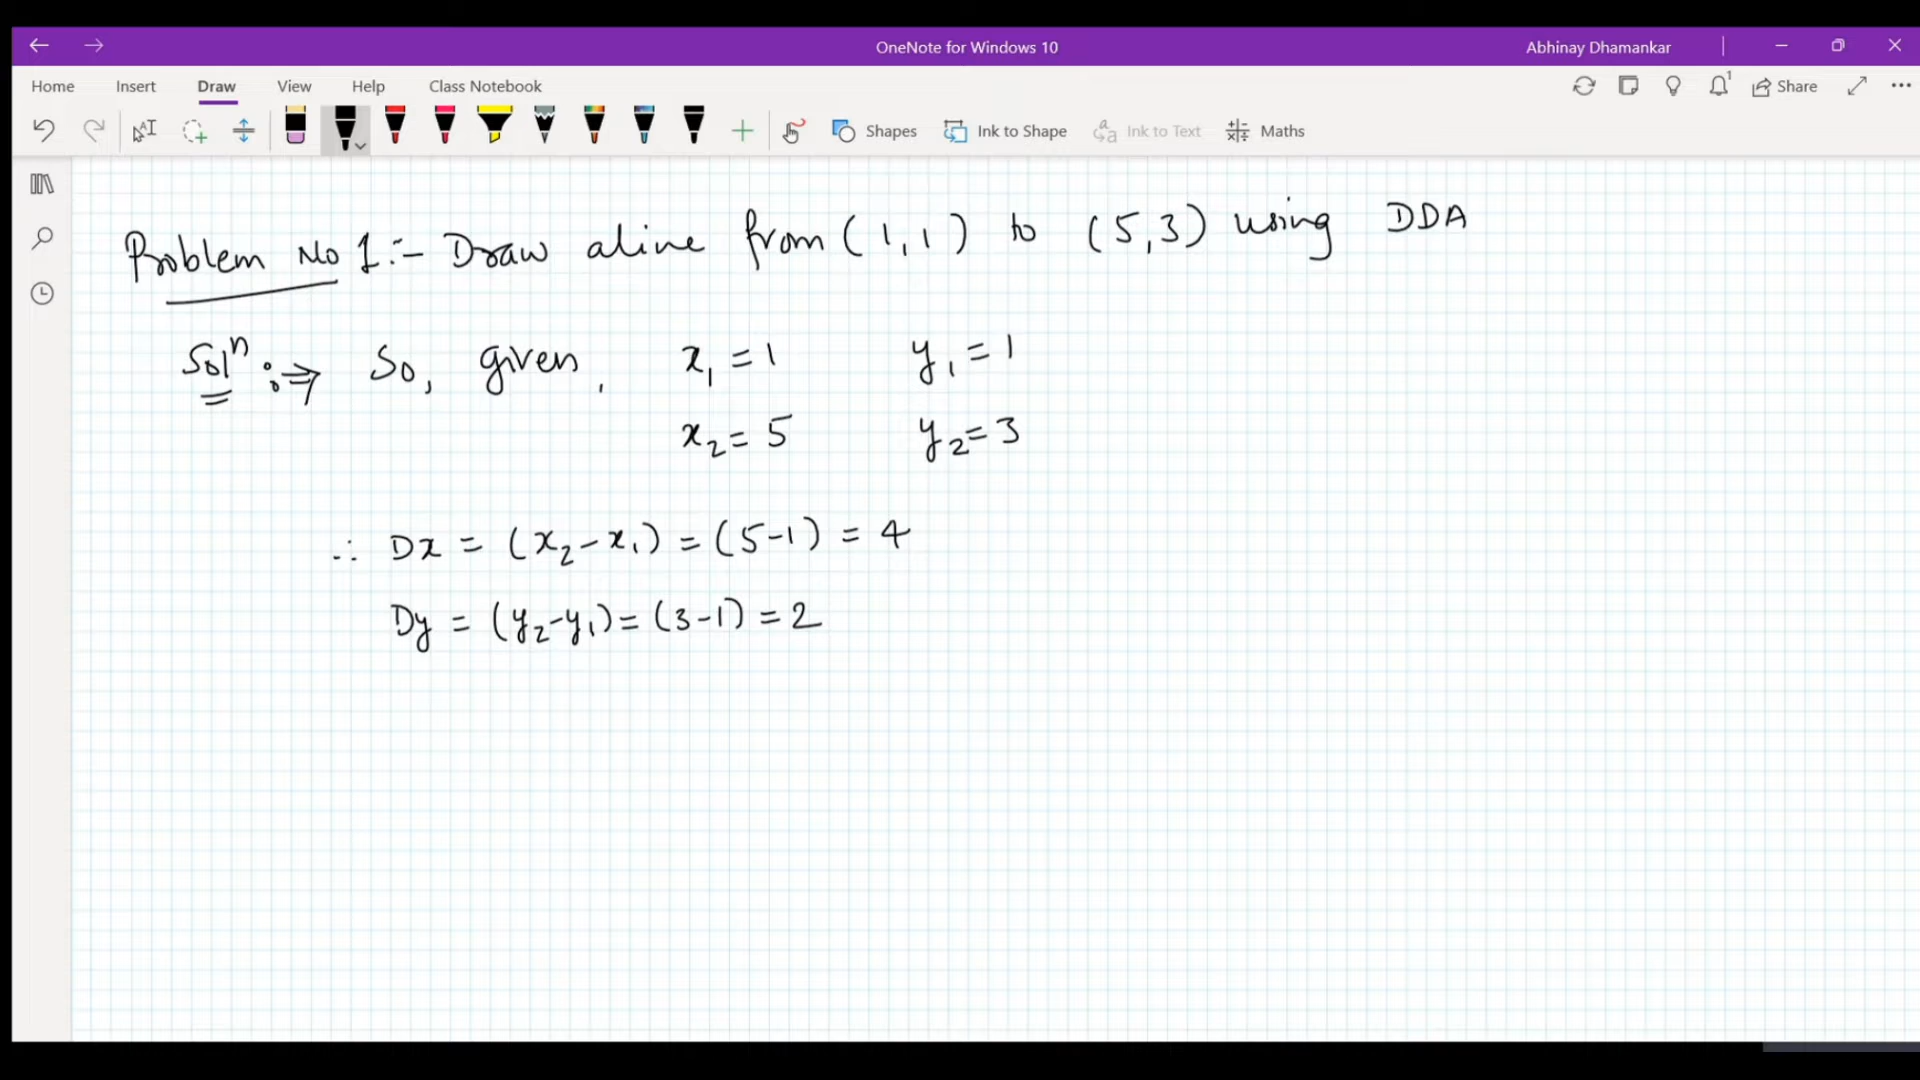 OneNote for Windows 10
Abhinay Dhamankar
Home Insert Draw View Help Class Notebook
1 Share
Shapes Ink to Shape Ink to Text Maths
Problem No 1:- Draw a line from (1,1) to (5,3) using DDA
Solⁿ :⇒ So, given, x₁ = 1 y₁ = 1
x₂ = 5 y₂ = 3
∴ Dx = (x₂-x₁) = (5-1) = 4
Dy = (y₂-y₁) = (3-1) = 2